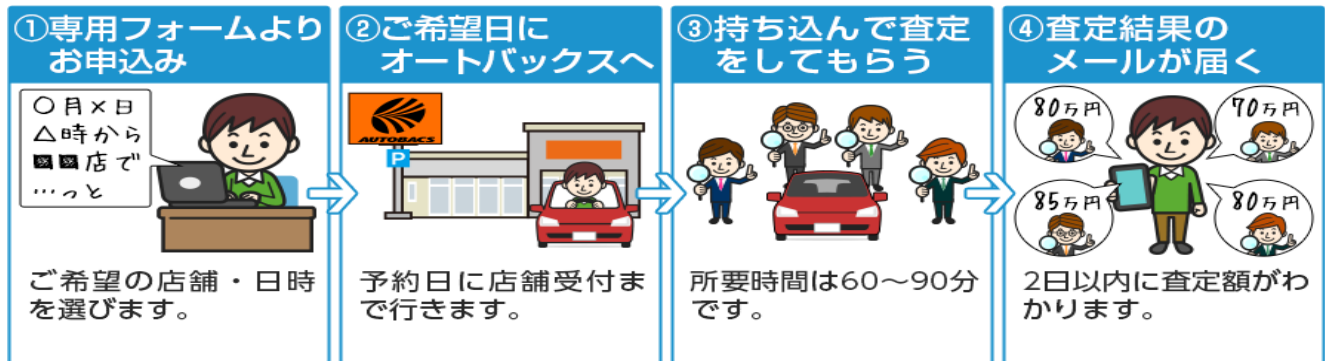 ①専用フォームより
お申込み
○月×日
△時から
■■店で
…っと
ご希望の店舗・日時
を選びます。
②ご希望日に
オートバックスへ
AUTOBACS
P
予約日に店舗受付ま
で行きます。
③持ち込んで査定
をしてもらう
所要時間は60～90分
です。
④査定結果の
メールが届く
80万円
70万円
85万円
80万円
2日以内に査定額がわ
かります。